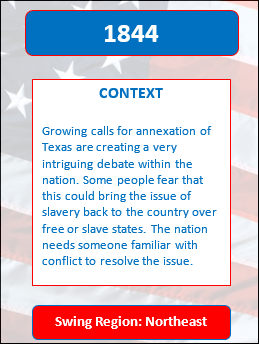 1844
CONTEXT
Growing calls for annexation of
Texas are creating a very
intriguing debate within the
nation. Some people fear that
this could bring the issue of
slavery back to the country over
free or slave states. The nation
needs someone familiar with
conflict to resolve the issue.
Swing Region: Northeast